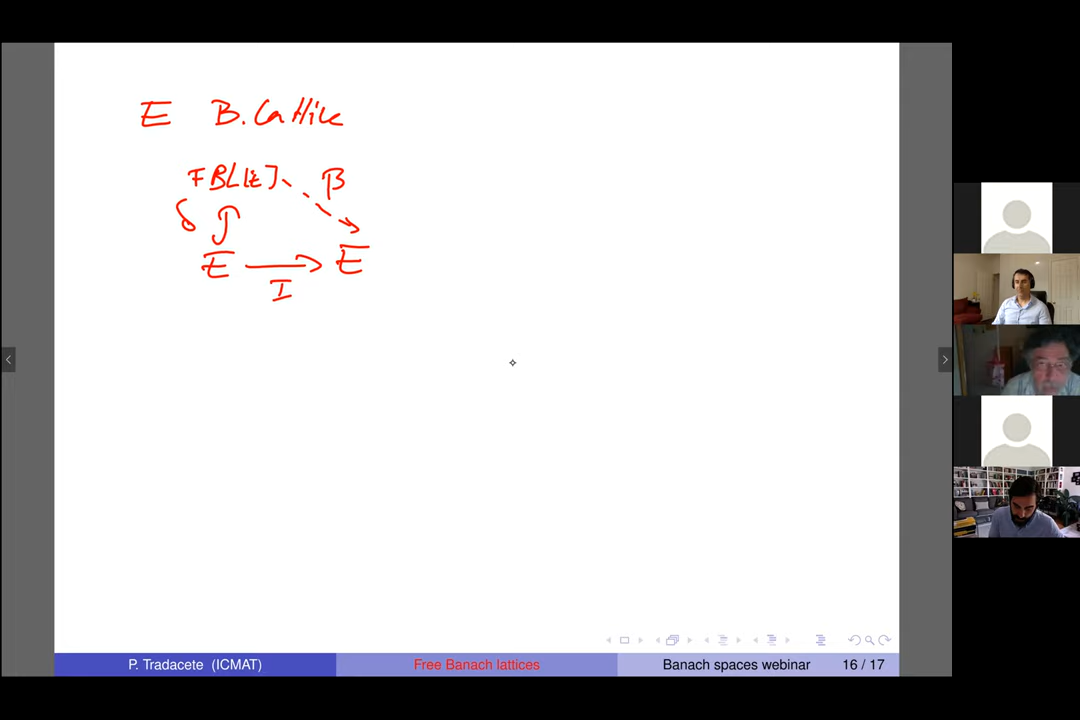 E B. Lattice
FBL[E] β
δ
E E
I
P. Tradacete (ICMAT) Free Banach lattices Banach spaces webinar 16 / 17